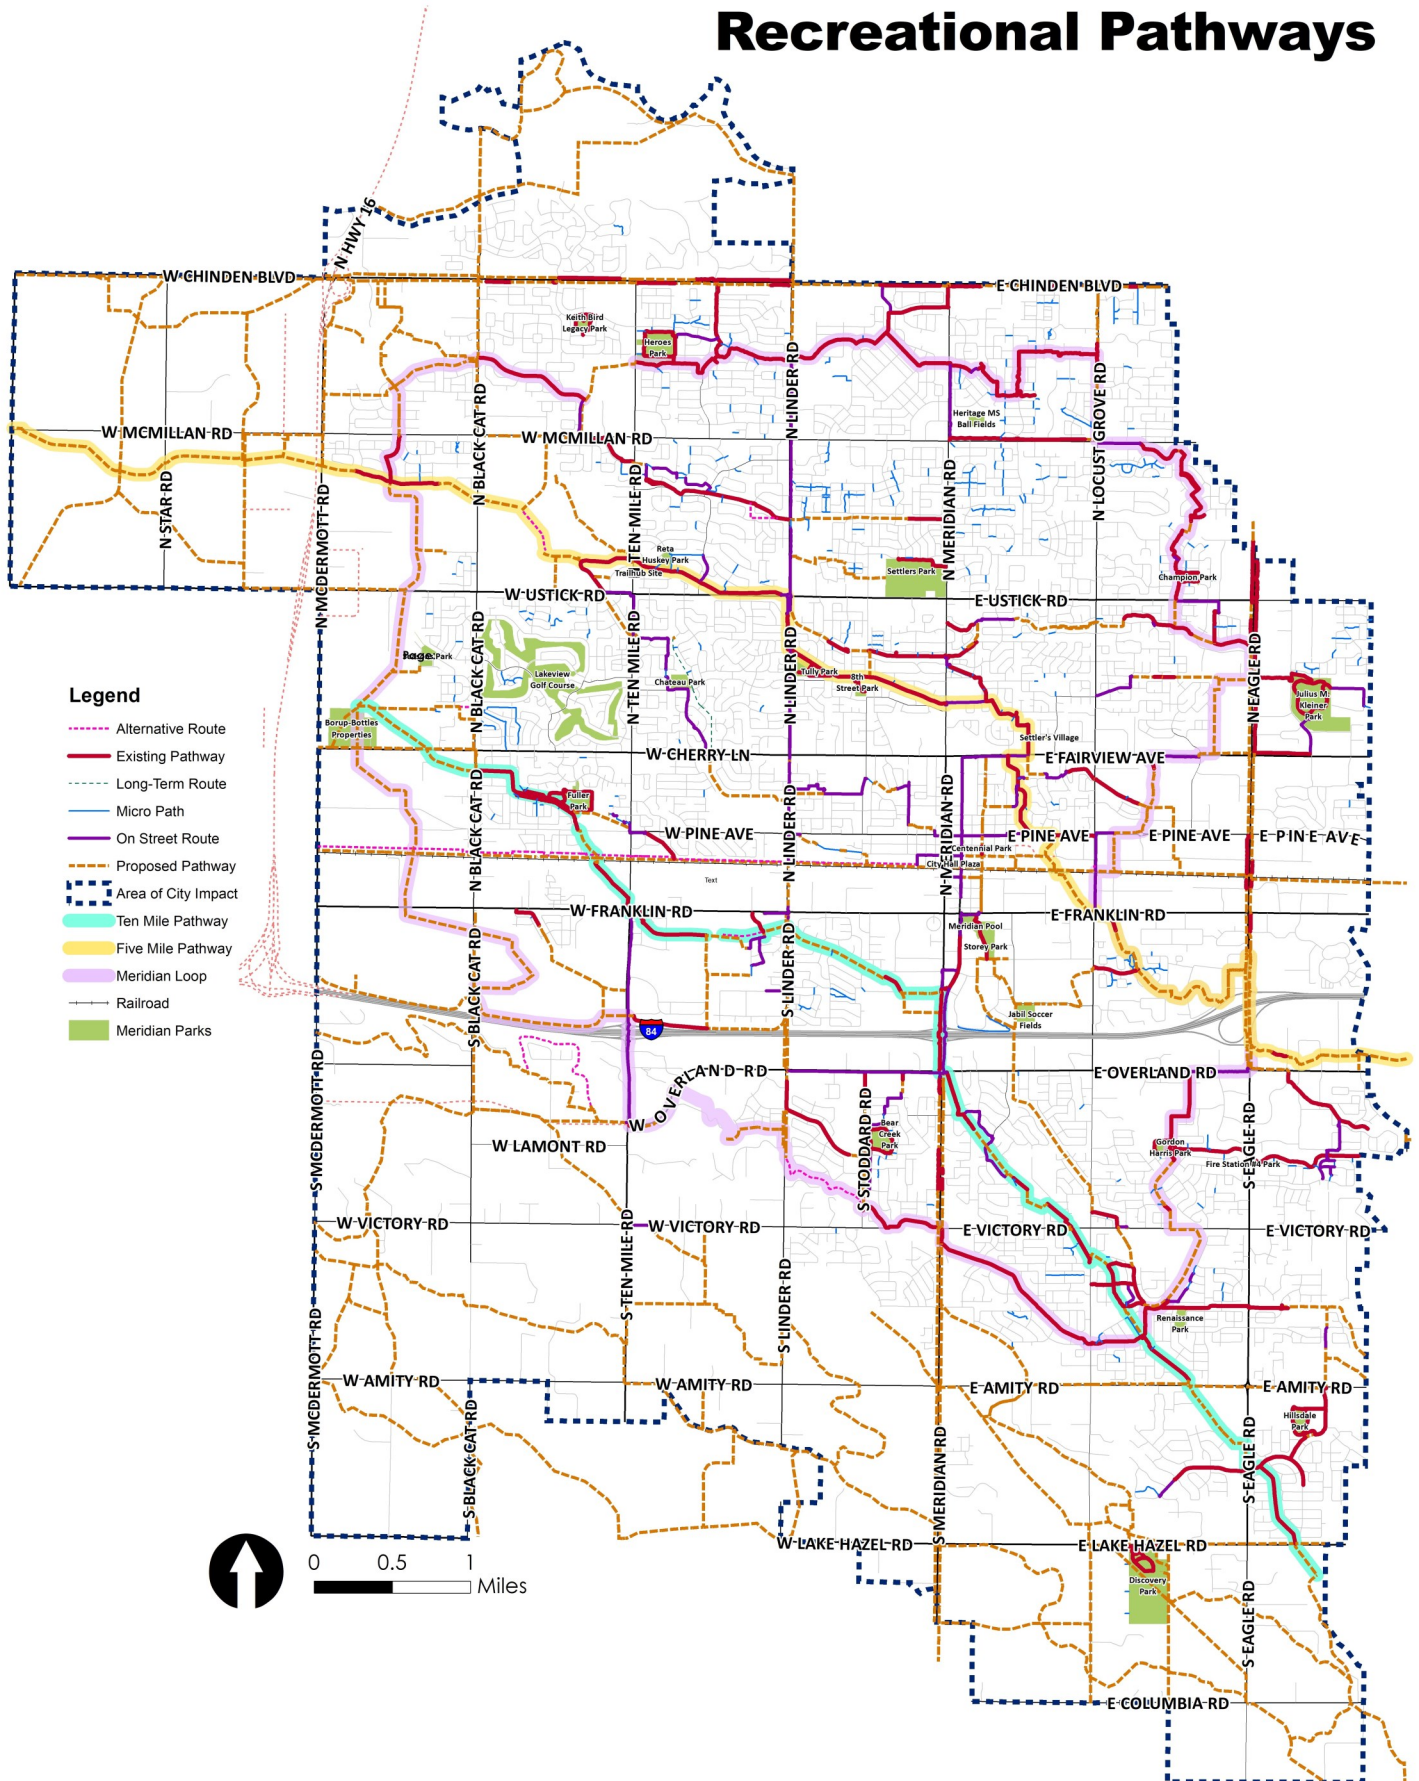 Recreational Pathways
N HWY 16
W CHINDEN BLVD
E CHINDEN BLVD
Keith Bird
Legacy Park
Heroes
Park
N LINDER RD
N LOCUST GROVE RD
N BLACK CAT RD
Heritage MS
Ball Fields
W MCMILLAN RD
W MCMILLAN RD
N STAR RD
N MCDERMOTT RD
N TEN MILE RD
N MERIDIAN RD
Reta
Huskey Park
Trailhub Site
Settlers Park
Champion Park
W USTICK RD
E USTICK RD
N BLACK CAT RD
N TEN MILE RD
N LINDER RD
N EAGLE RD
Park
Lakeview
Golf Course
Chateau Park
Tully Park
8th
Street Park
Julius M
Kleiner
Park
Borup-Bottles
Properties
Settler's Village
W CHERRY LN
E FAIRVIEW AVE
Legend
Alternative Route
Existing Pathway
Long-Term Route
Micro Path
On Street Route
Proposed Pathway
Area of City Impact
Ten Mile Pathway
Five Mile Pathway
Meridian Loop
Railroad
Meridian Parks
N BLACK CAT RD
Fuller
Park
N LINDER RD
N MERIDIAN RD
W PINE AVE
E PINE AVE
E PINE AVE
E PINE AVE
Centennial Park
City Hall Plaza
Text
W FRANKLIN RD
E FRANKLIN RD
Meridian Pool
Storey Park
S BLACK CAT RD
S LINDER RD
Jabil Soccer
Fields
84
W OVERLAND RD
E OVERLAND RD
S MCDERMOTT RD
S STODDARD RD
Bear
Creek
Park
W LAMONT RD
Gordon
Harris Park
Fire Station #4 Park
S EAGLE RD
W VICTORY RD
W VICTORY RD
E VICTORY RD
E VICTORY RD
S TEN MILE RD
S LINDER RD
S MCDERMOTT RD
Renaissance
Park
W AMITY RD
W AMITY RD
E AMITY RD
E AMITY RD
Hillsdale
Park
S BLACK CAT RD
S MERIDIAN RD
S EAGLE RD
W LAKE HAZEL RD
E LAKE HAZEL RD
Discovery
Park
S EAGLE RD
0 0.5 1
Miles
E COLUMBIA RD